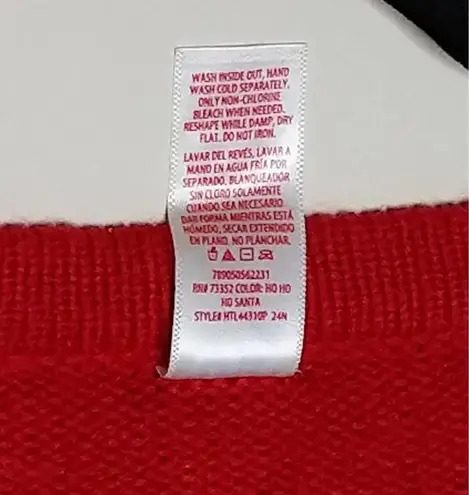 WASH INSIDE OUT, HAND
WASH COLD SEPARATELY.
ONLY NON-CHLORINE
BLEACH WHEN NEEDED.
RESHAPE WHILE DAMP, DRY
FLAT. DO NOT IRON.
LAVAR DEL REVÉS, LAVAR A
MANO EN AGUA FRÍA POR
SEPARADO. BLANQUEADOR
SIN CLORO SOLAMENTE
CUANDO SEA NECESARIO.
DAR FORMA MIENTRAS ESTÁ
HÚMEDO, SECAR EXTENDIDO
EN PLANO. NO PLANCHAR.
789050562231
RN# 73352 COLOR: HO HO
HO SANTA
STYLE# HTL44310P 24N